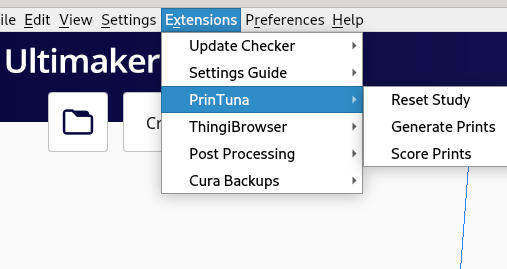 ile Edit View Settings Extensions Preferences Help
Ultimaker
Cr
Update Checker
Settings Guide
PrinTuna
ThingiBrowser
Post Processing
Cura Backups
Reset Study
Generate Prints
Score Prints